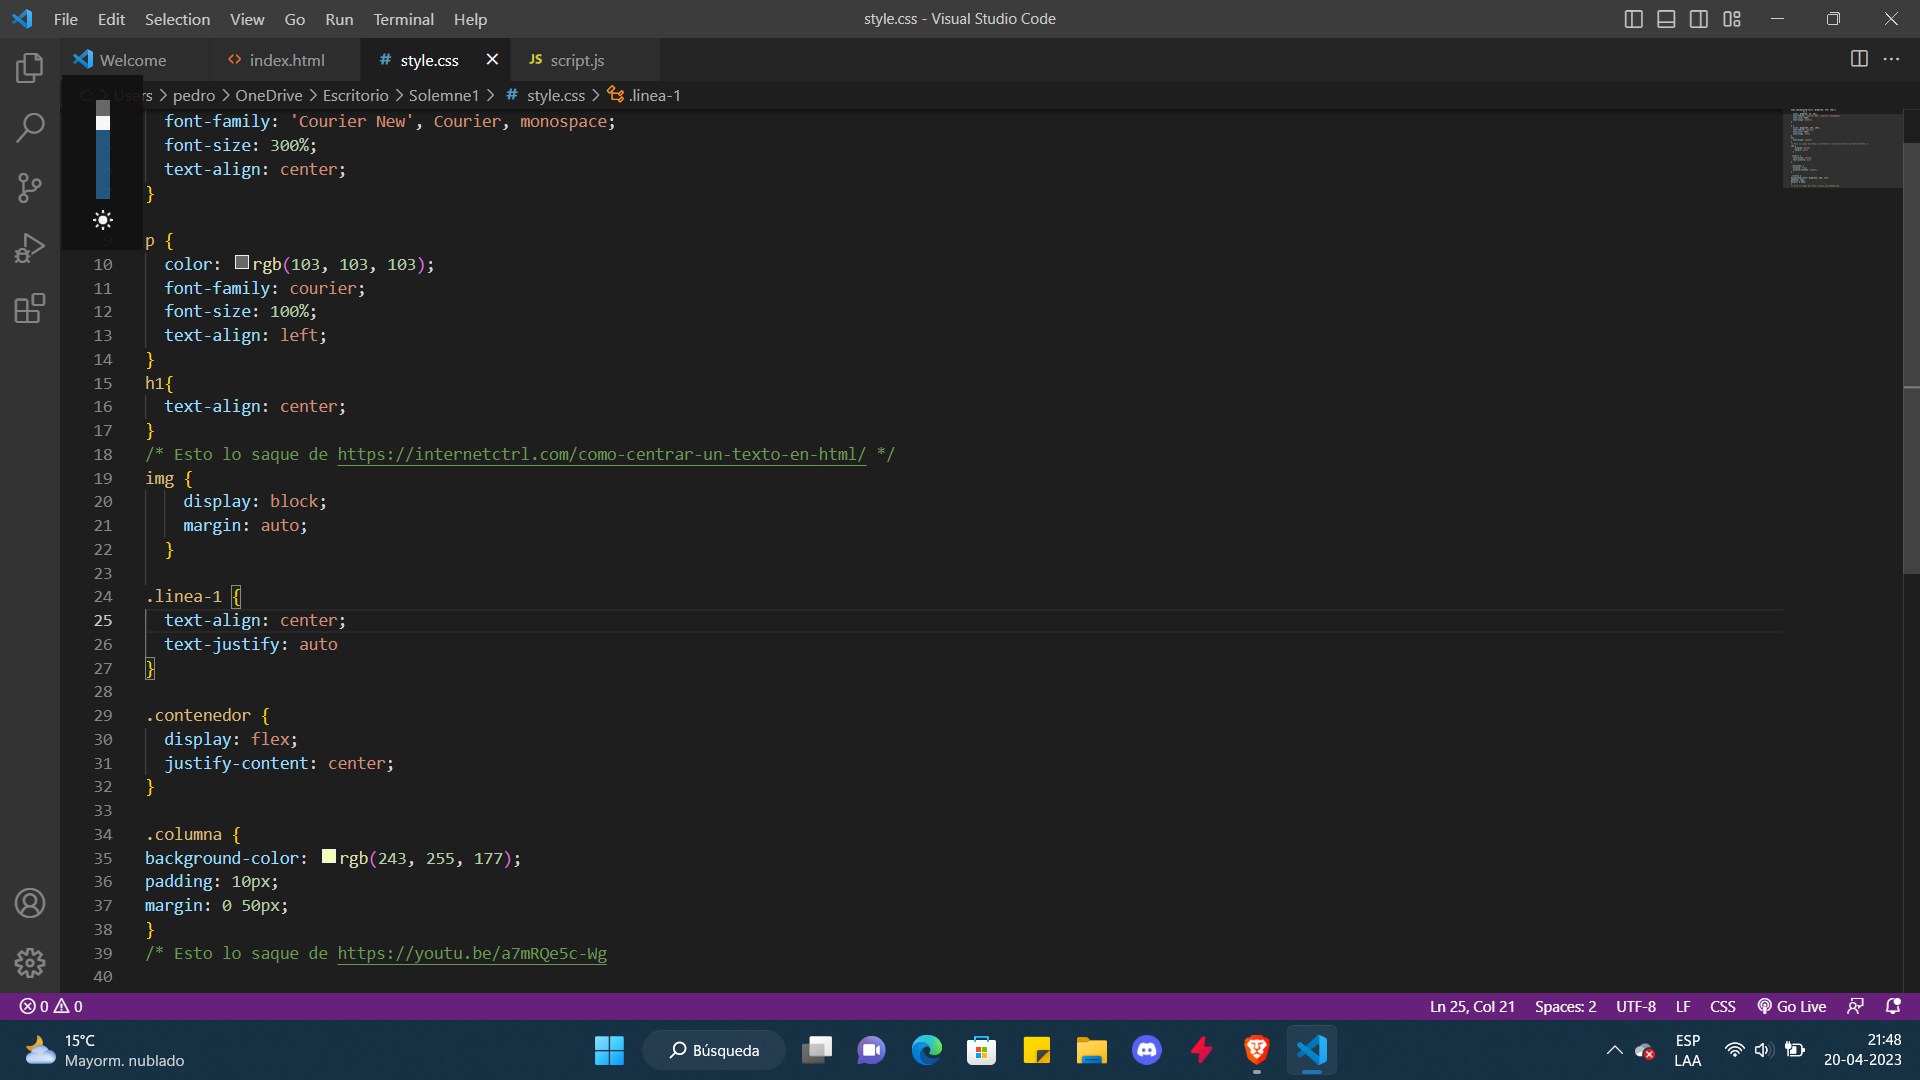 File Edit Selection View Go Run Terminal Help
style.css - Visual Studio Code
Welcome
<> index.html
# style.css
JS script.js
C: > Users > pedro > OneDrive > Escritorio > Solemne1 > # style.css > .linea-1
font-family: 'Courier New', Courier, monospace;
font-size: 300%;
text-align: center;
}
9 p {
10 color: rgb(103, 103, 103);
11 font-family: courier;
12 font-size: 100%;
13 text-align: left;
14 }
15 h1{
16 text-align: center;
17 }
18 /* Esto lo saque de https://internetctrl.com/como-centrar-un-texto-en-html/ */
19 img {
20 display: block;
21 margin: auto;
22 }
23
24 .linea-1 {
25 text-align: center;
26 text-justify: auto
27 }
28
29 .contenedor {
30 display: flex;
31 justify-content: center;
32 }
33
34 .columna {
35 background-color: rgb(243, 255, 177);
36 padding: 10px;
37 margin: 0 50px;
38 }
39 /* Esto lo saque de https://youtu.be/a7mRQe5c-Wg
40
0 0
Ln 25, Col 21 Spaces: 2 UTF-8 LF CSS Go Live
15°C
Mayorm. nublado
Búsqueda
ESP
LAA
21:48
20-04-2023